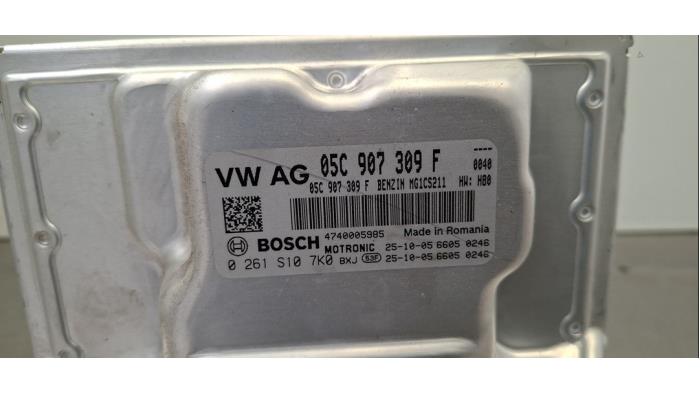 VW AG 05C 907 309 F ----
05C 907 309 F BENZIN MG1CS211 HW: HB0 0040
4740005985 Made in Romania
BOSCH MOTRONIC 25-10-05 6605 0246
0 261 S10 7K0 BXJ 53F 25-10-05 6605 0246